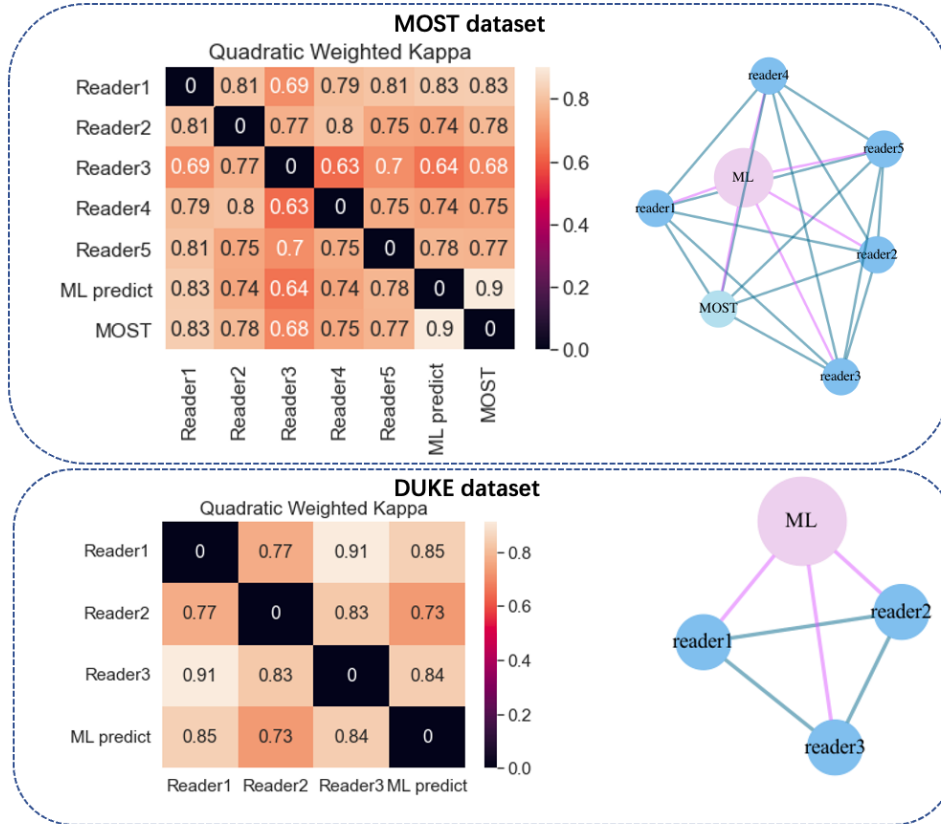 MOST dataset
Quadratic Weighted Kappa
Reader1 0 0.81 0.69 0.79 0.81 0.83 0.83
Reader2 0.81 0 0.77 0.8 0.75 0.74 0.78
Reader3 0.69 0.77 0 0.63 0.7 0.64 0.68
Reader4 0.79 0.8 0.63 0 0.75 0.74 0.75
Reader5 0.81 0.75 0.7 0.75 0 0.78 0.77
ML predict 0.83 0.74 0.64 0.74 0.78 0 0.9
MOST 0.83 0.78 0.68 0.75 0.77 0.9 0
Reader1 Reader2 Reader3 Reader4 Reader5 ML predict MOST
0.8
0.6
0.4
0.2
0.0
reader4
reader5
ML
reader1
reader2
MOST
reader3
DUKE dataset
Quadratic Weighted Kappa
Reader1 0 0.77 0.91 0.85
Reader2 0.77 0 0.83 0.73
Reader3 0.91 0.83 0 0.84
ML predict 0.85 0.73 0.84 0
Reader1 Reader2 Reader3 ML predict
0.8
0.6
0.4
0.2
0.0
ML
reader2
reader1
reader3